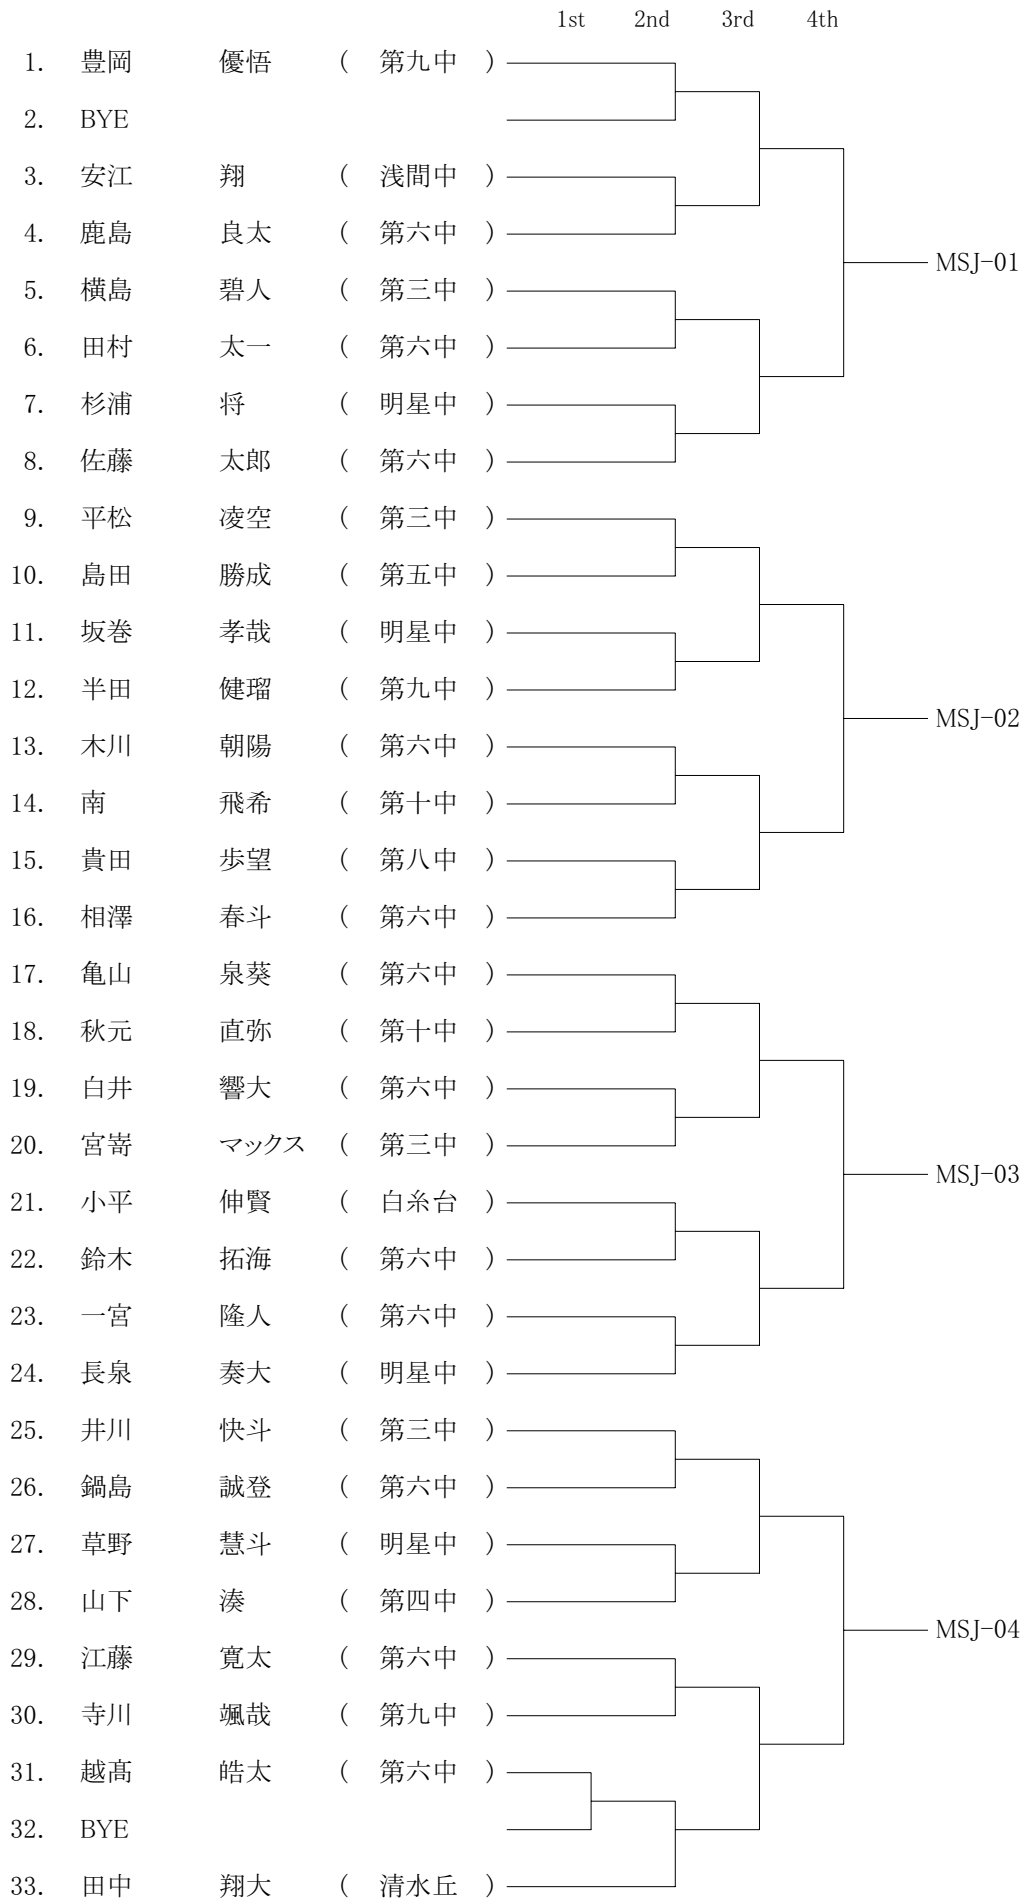 1st 2nd 3rd 4th
1. 豊岡 優悟 ( 第九中 )
2. BYE
3. 安江 翔 ( 浅間中 )
4. 鹿島 良太 ( 第六中 )
MSJ-01
5. 横島 碧人 ( 第三中 )
6. 田村 太一 ( 第六中 )
7. 杉浦 将 ( 明星中 )
8. 佐藤 太郎 ( 第六中 )
9. 平松 凌空 ( 第三中 )
10. 島田 勝成 ( 第五中 )
11. 坂巻 孝哉 ( 明星中 )
12. 半田 健瑠 ( 第九中 )
MSJ-02
13. 木川 朝陽 ( 第六中 )
14. 南 飛希 ( 第十中 )
15. 貴田 歩望 ( 第八中 )
16. 相澤 春斗 ( 第六中 )
17. 亀山 泉葵 ( 第六中 )
18. 秋元 直弥 ( 第十中 )
19. 白井 響大 ( 第六中 )
20. 宮嵜 マックス ( 第三中 )
MSJ-03
21. 小平 伸賢 ( 白糸台 )
22. 鈴木 拓海 ( 第六中 )
23. 一宮 隆人 ( 第六中 )
24. 長泉 奏大 ( 明星中 )
25. 井川 快斗 ( 第三中 )
26. 鍋島 誠登 ( 第六中 )
27. 草野 慧斗 ( 明星中 )
28. 山下 湊 ( 第四中 )
MSJ-04
29. 江藤 寛太 ( 第六中 )
30. 寺川 颯哉 ( 第九中 )
31. 越髙 皓太 ( 第六中 )
32. BYE
33. 田中 翔大 ( 清水丘 )